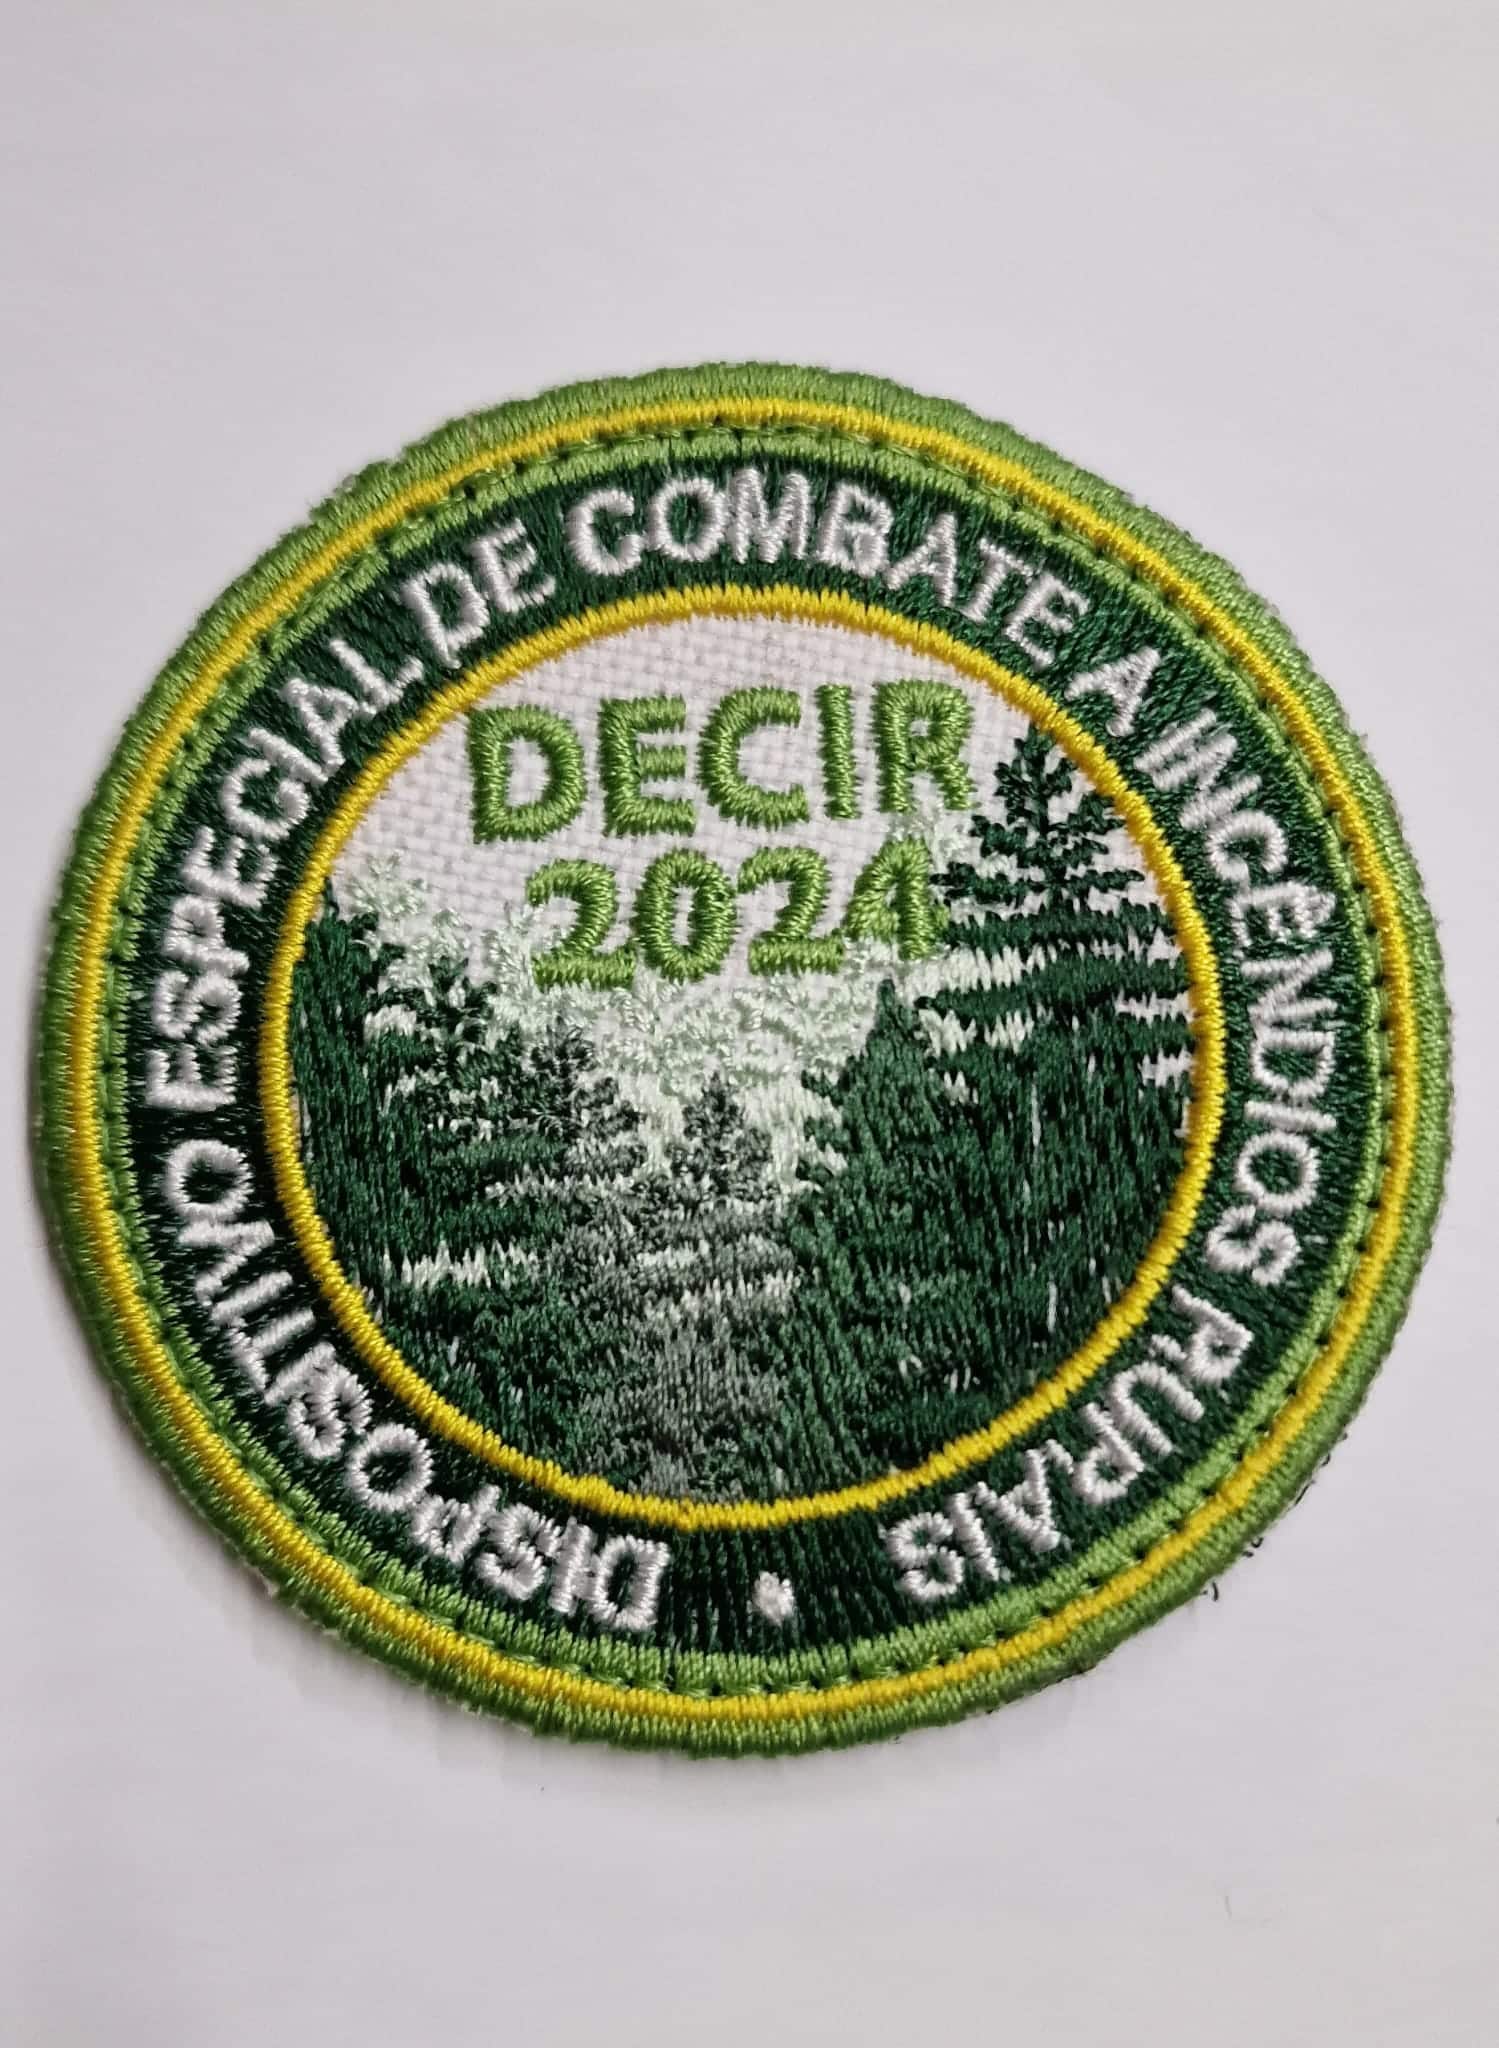 DISPOSITIVO ESPECIAL DE COMBATE A INCÊNDIOS RURAIS •
DECIR
2024